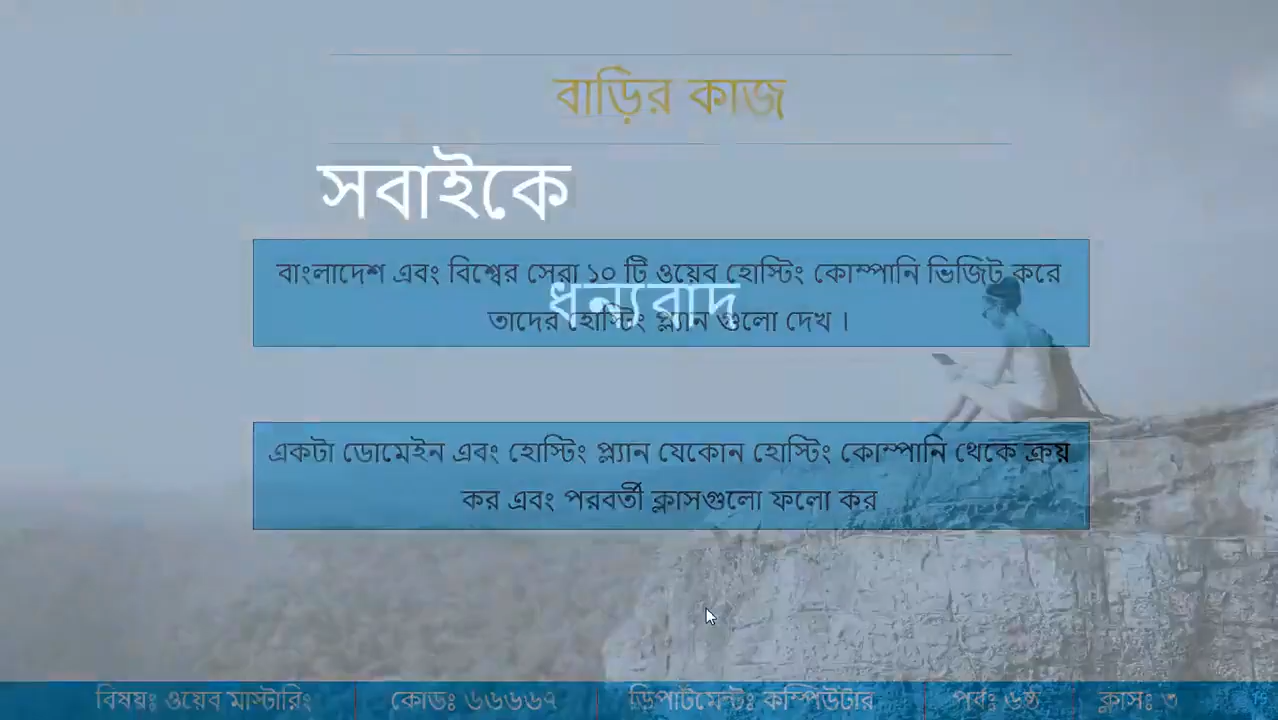 বাড়ির কাজ
সবাইকে
বাংলাদেশ এবং বিশ্বের সেরা ১০ টি ওয়েব হোস্টিং কোম্পানি ভিজিট করে
ধন্যবাদ
তাদের হোস্টিং প্ল্যান গুলো দেখ ।
একটা ডোমেইন এবং হোস্টিং প্ল্যান যেকোন হোস্টিং কোম্পানি থেকে ক্রয়
কর এবং পরবর্তী ক্লাসগুলো ফলো কর
বিষয়ঃ ওয়েব মাস্টারিং কোডঃ ৬৬৬৬৭ ডিপার্টমেন্টঃ কম্পিউটার পর্বঃ ৬ষ্ঠ ক্লাসঃ ৩